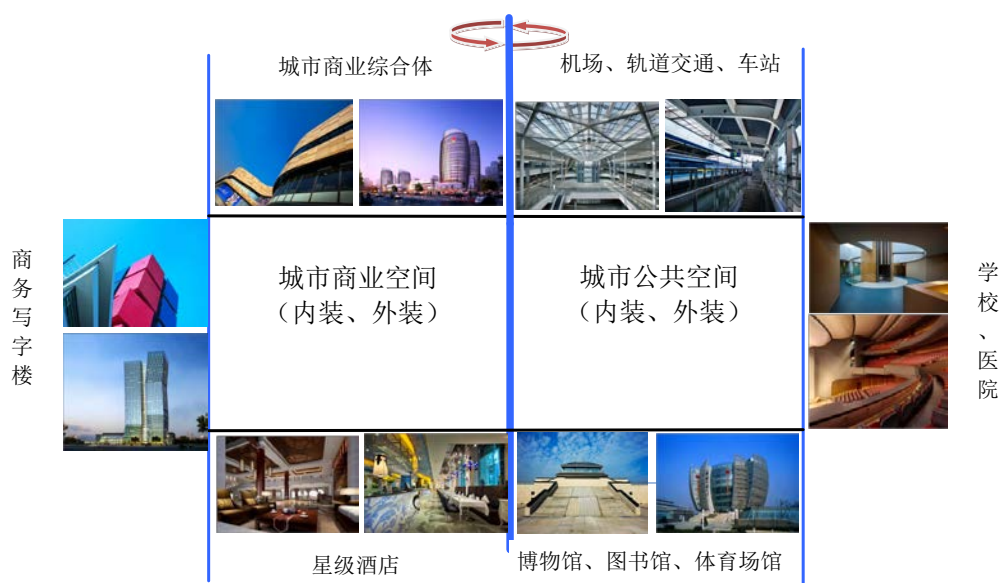 城市商业综合体
机场、轨道交通、车站
商务写字楼
城市商业空间
（内装、外装）
城市公共空间
（内装、外装）
学校、医院
星级酒店
博物馆、图书馆、体育场馆